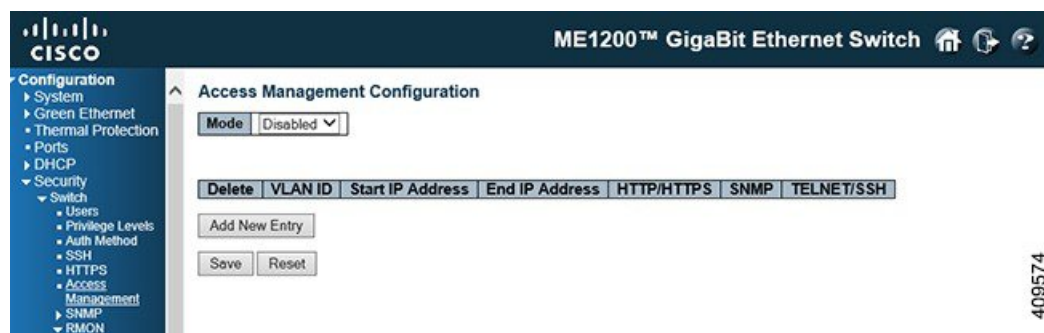 CISCO
ME1200™ GigaBit Ethernet Switch
Configuration
System
Green Ethernet
Thermal Protection
Ports
DHCP
Security
Switch
Users
Privilege Levels
Auth Method
SSH
HTTPS
Access
Management
SNMP
RMON
Access Management Configuration
Mode Disabled
Delete VLAN ID Start IP Address End IP Address HTTP/HTTPS SNMP TELNET/SSH
Add New Entry
Save Reset
409574